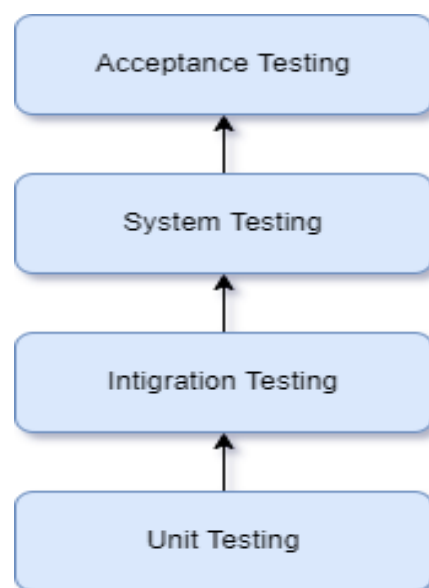 Acceptance Testing
System Testing
Intigration Testing
Unit Testing